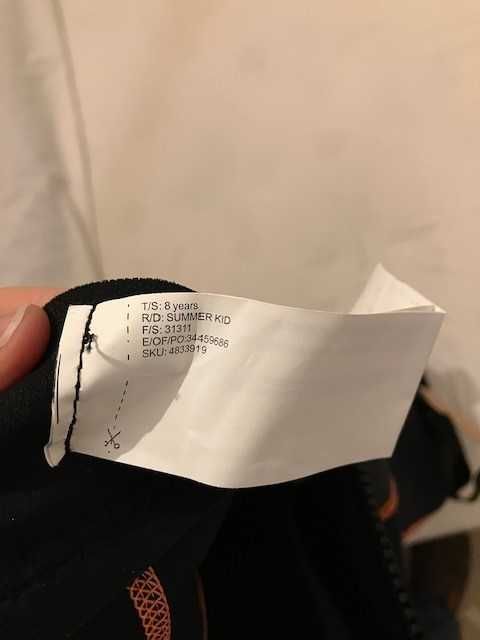 T/S: 8 years
R/D: SUMMER KID
F/S: 31311
E/OF/PO:34459686
SKU: 4833919